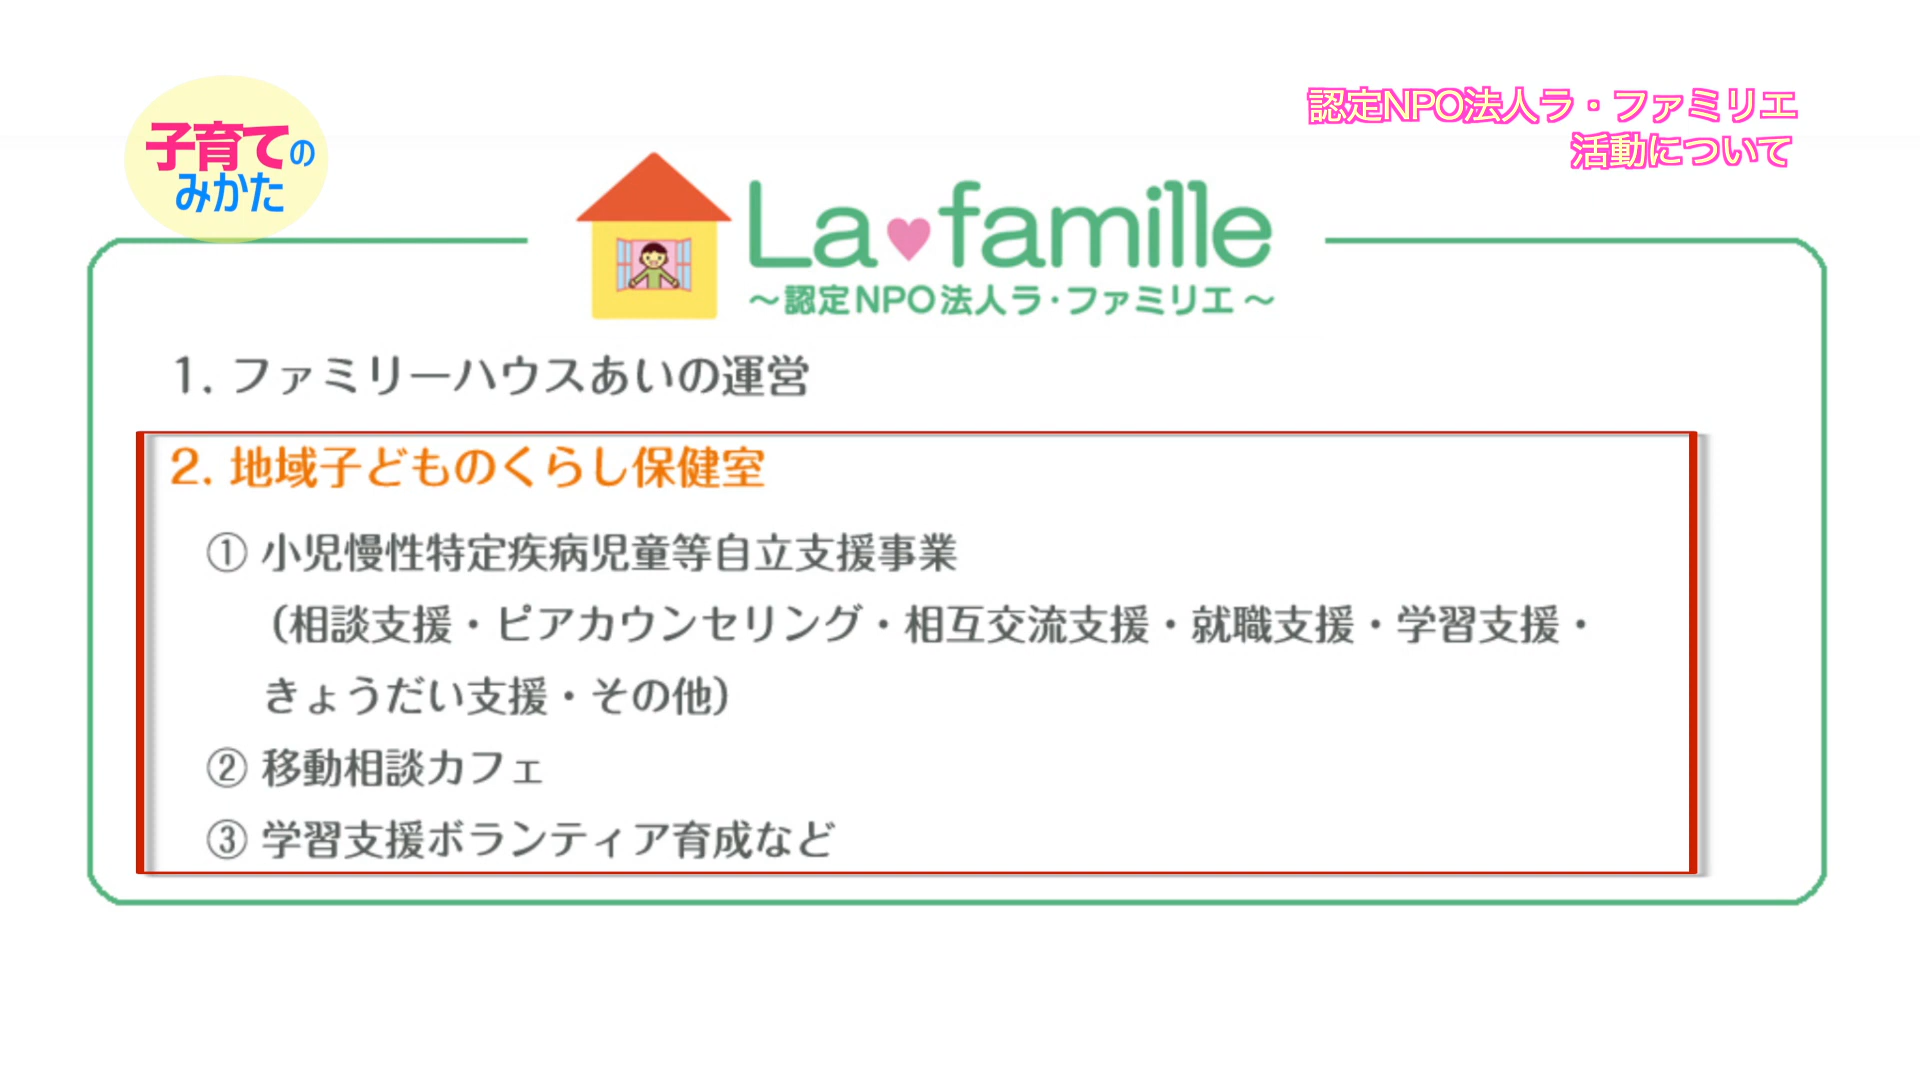 子育ての
みかた
認定NPO法人ラ・ファミリエ
活動について
La famille
～認定NPO法人ラ・ファミリエ～
1. ファミリーハウスあいの運営
2. 地域子どものくらし保健室
① 小児慢性特定疾病児童等自立支援事業
（相談支援・ピアカウンセリング・相互交流支援・就職支援・学習支援・
きょうだい支援・その他）
② 移動相談カフェ
③ 学習支援ボランティア育成など